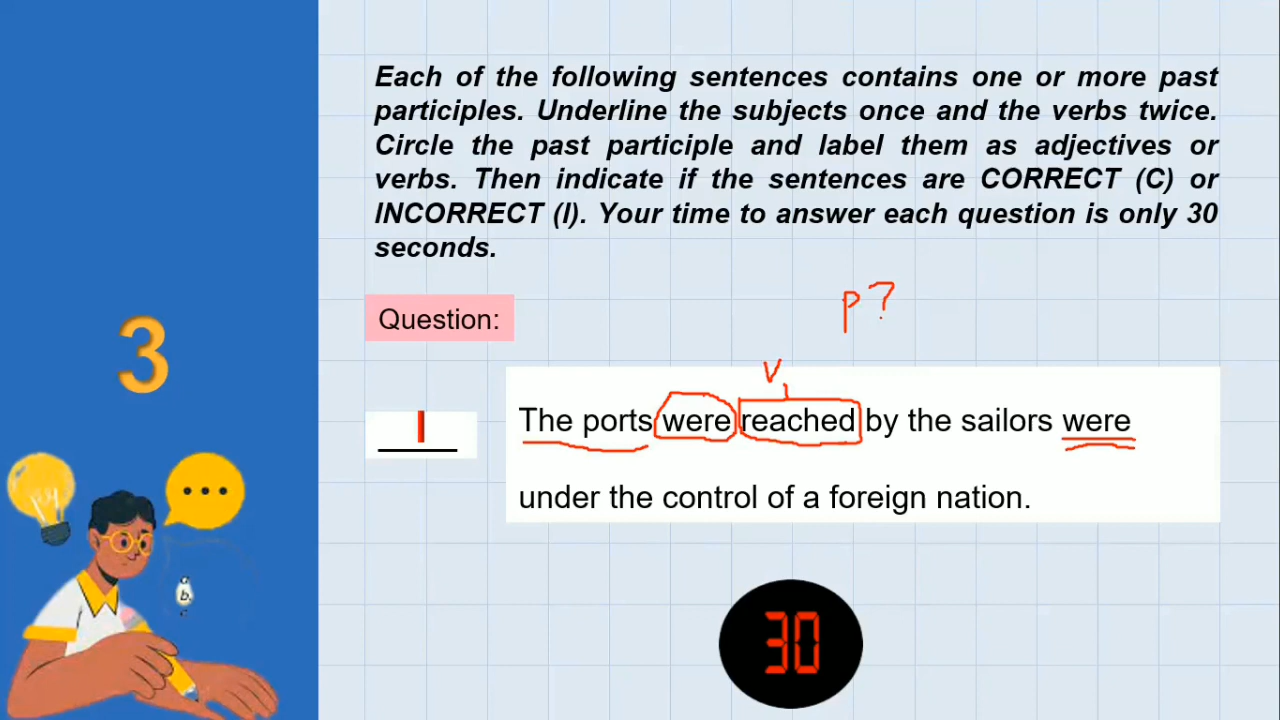 Each of the following sentences contains one or more past
participles. Underline the subjects once and the verbs twice.
Circle the past participle and label them as adjectives or
verbs. Then indicate if the sentences are CORRECT (C) or
INCORRECT (I). Your time to answer each question is only 30
seconds.
p?
Question:
3
V
I
The ports were reached by the sailors were
under the control of a foreign nation.
b.
30